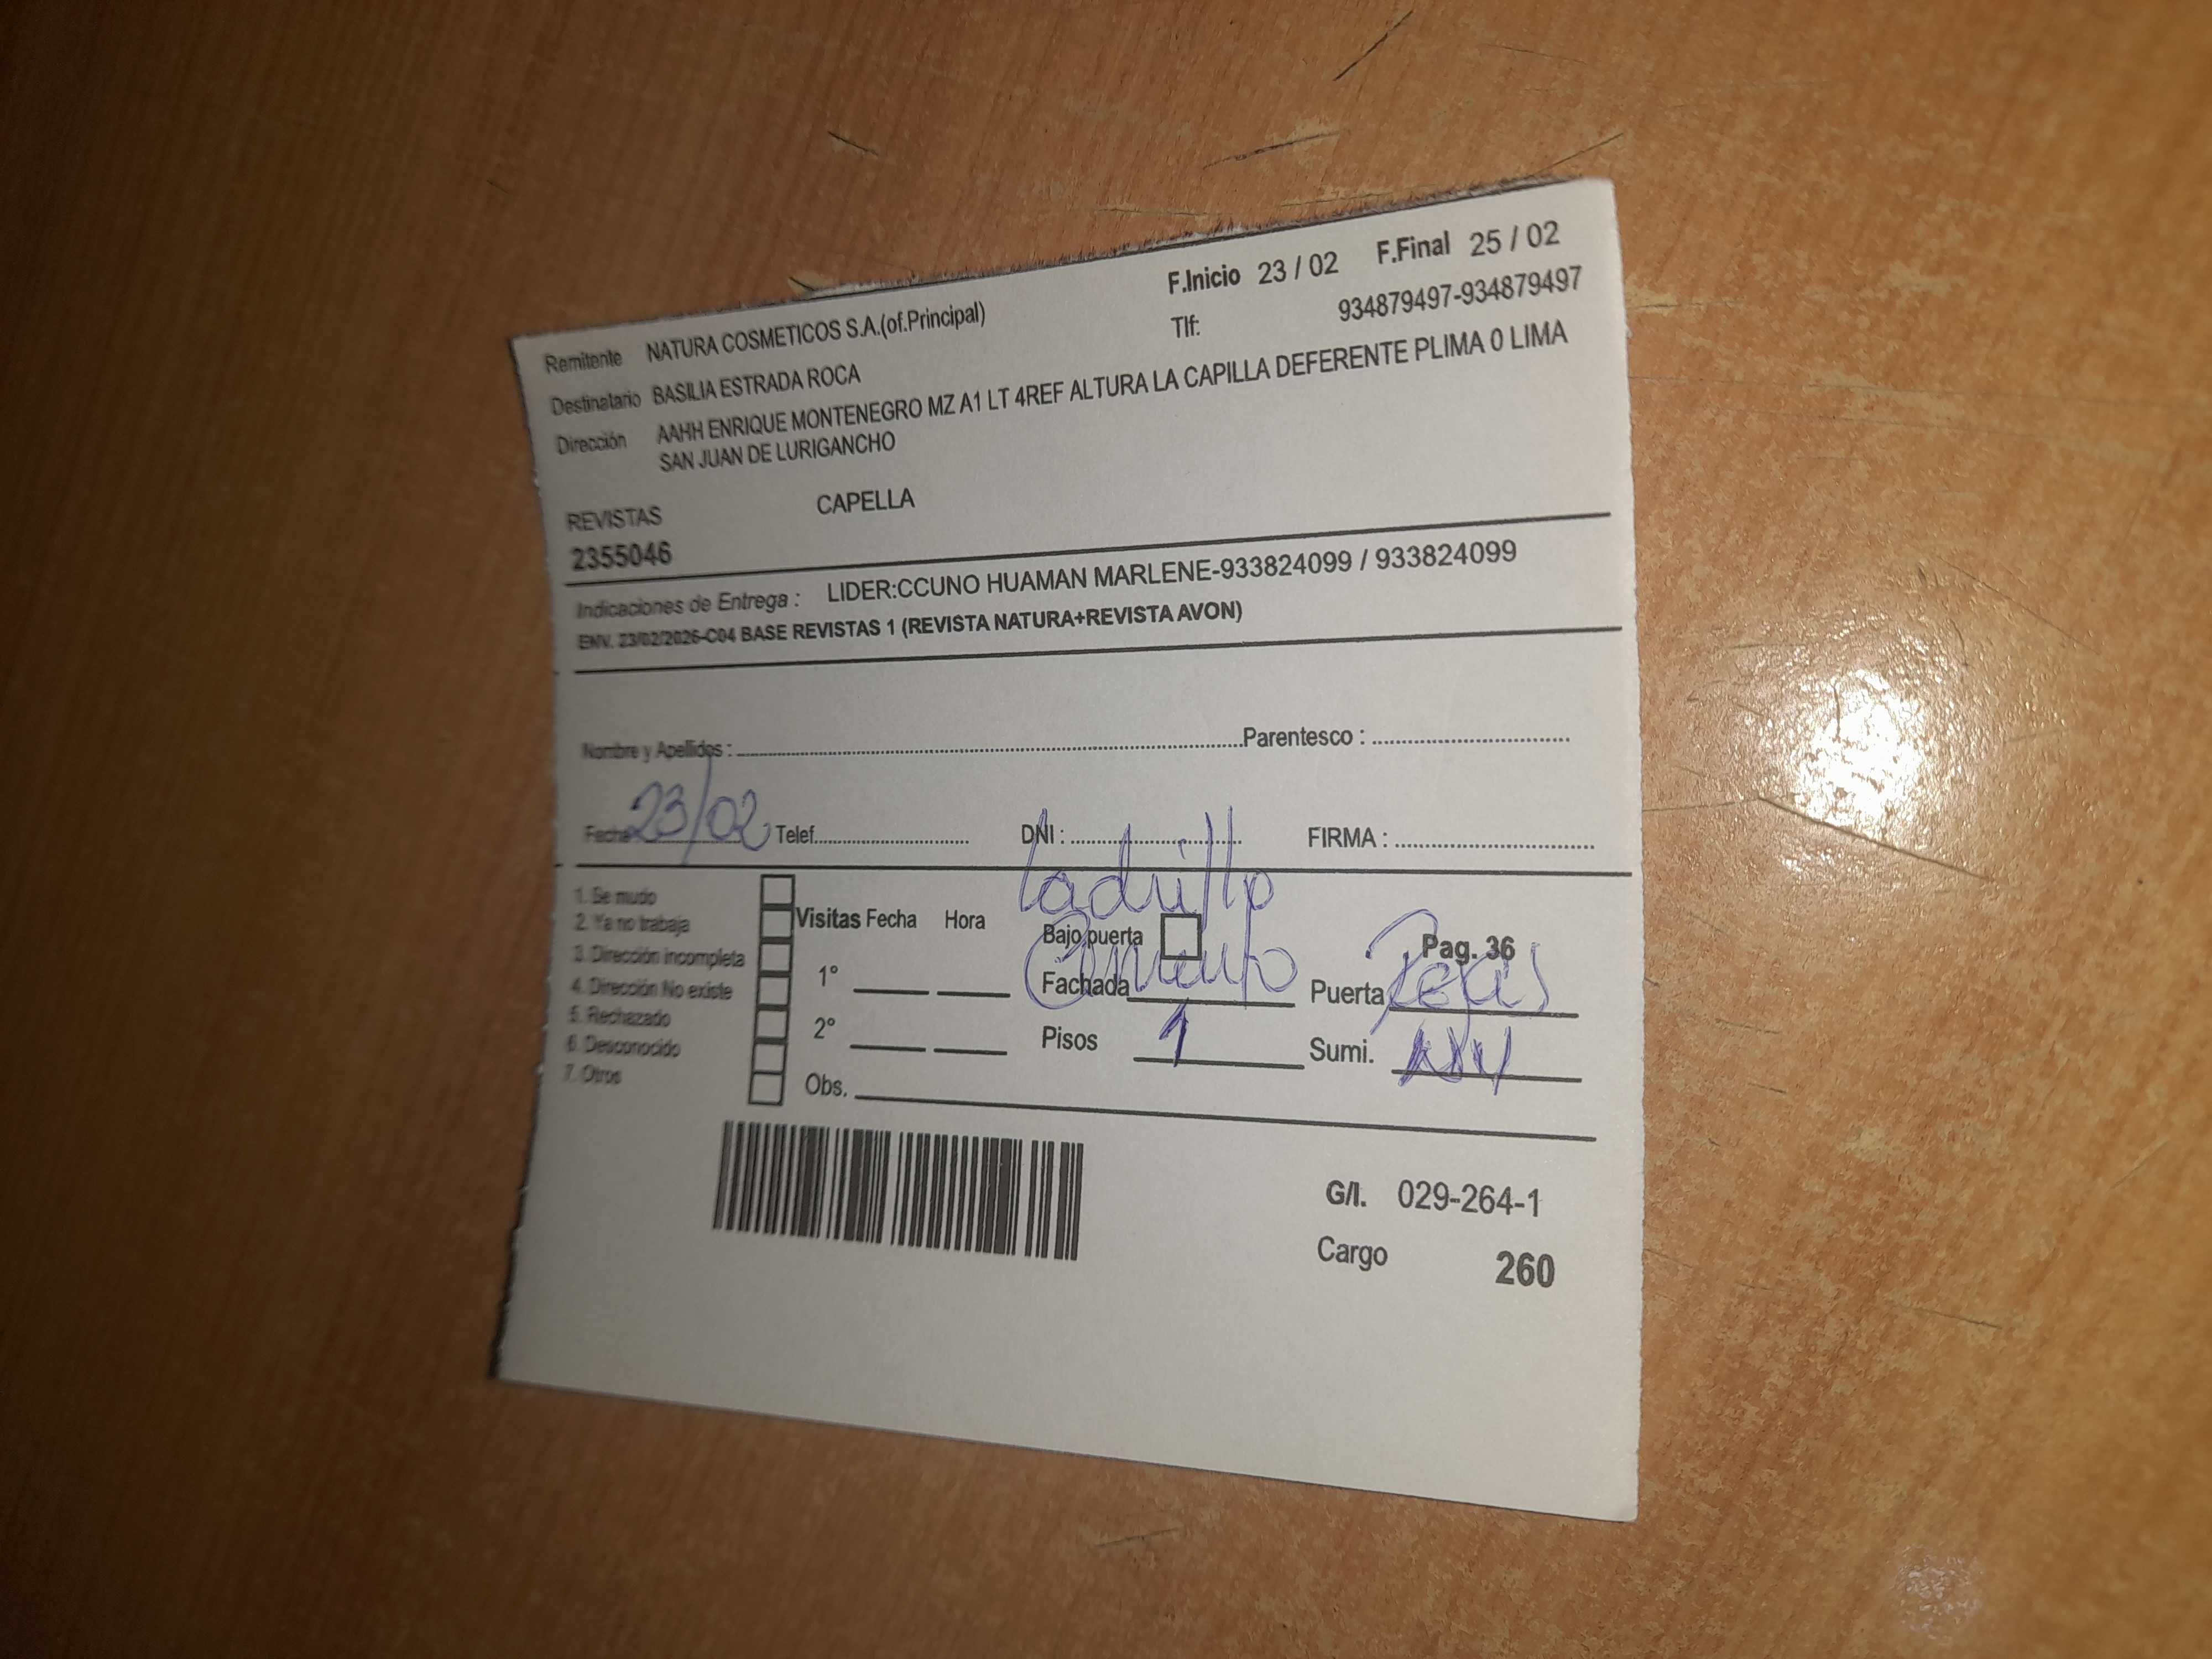 F.Inicio 23 / 02 F.Final 25 / 02
Remitente NATURA COSMETICOS S.A.(of.Principal) Tlf: 934879497-934879497
Destinatario BASILIA ESTRADA ROCA
Dirección AAHH ENRIQUE MONTENEGRO MZ A1 LT 4REF ALTURA LA CAPILLA DEFERENTE PLIMA 0 LIMA
SAN JUAN DE LURIGANCHO
REVISTAS CAPELLA
2355046
Indicaciones de Entrega : LIDER:CCUNO HUAMAN MARLENE-933824099 / 933824099
ENV. 23/02/2026-C04 BASE REVISTAS 1 (REVISTA NATURA+REVISTA AVON)
Nombre y Apellidos : Parentesco :
Fecha 23/02 Telef. DNI : FIRMA :
ladrillo
1. Se mudo
2. Ya no trabaja
3. Dirección incompleta
4. Dirección No existe
5. Rechazado
6. Desconocido
7. Otros
Visitas Fecha Hora
1°
2°
Obs.
Bajo puerta Pag. 36
Fachada Cemento Puerta Rejas
Pisos 1 Sumi.
G/I. 029-264-1
Cargo 260